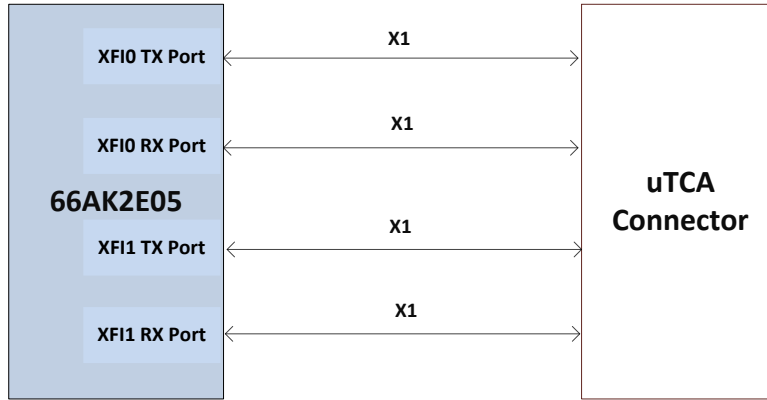 XFI0 TX Port
X1
XFI0 RX Port
X1
66AK2E05
uTCA
Connector
XFI1 TX Port
X1
XFI1 RX Port
X1